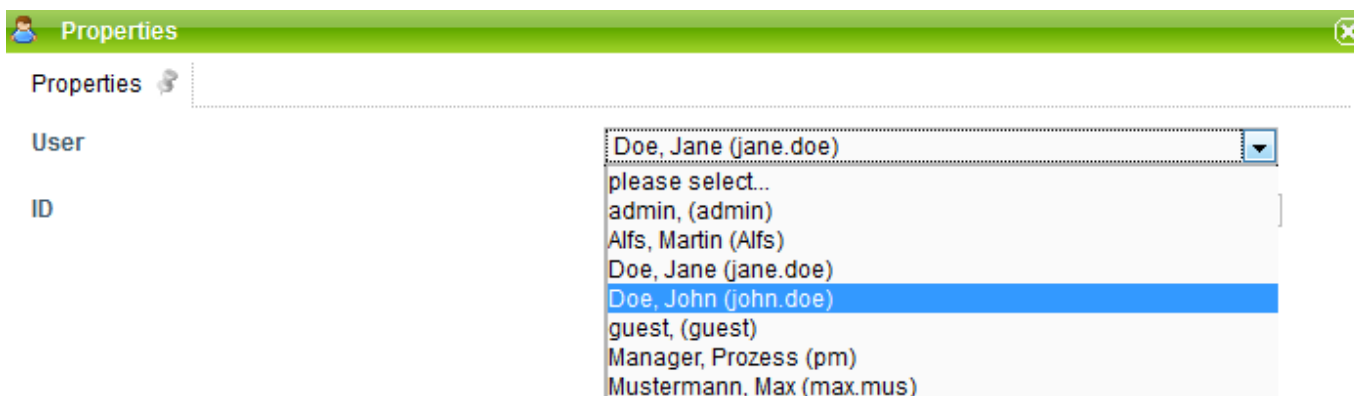 Properties
Properties
User
Doe, Jane (jane.doe)
please select...
ID
admin, (admin)
Alfs, Martin (Alfs)
Doe, Jane (jane.doe)
Doe, John (john.doe)
guest, (guest)
Manager, Prozess (pm)
Mustermann, Max (max.mus)